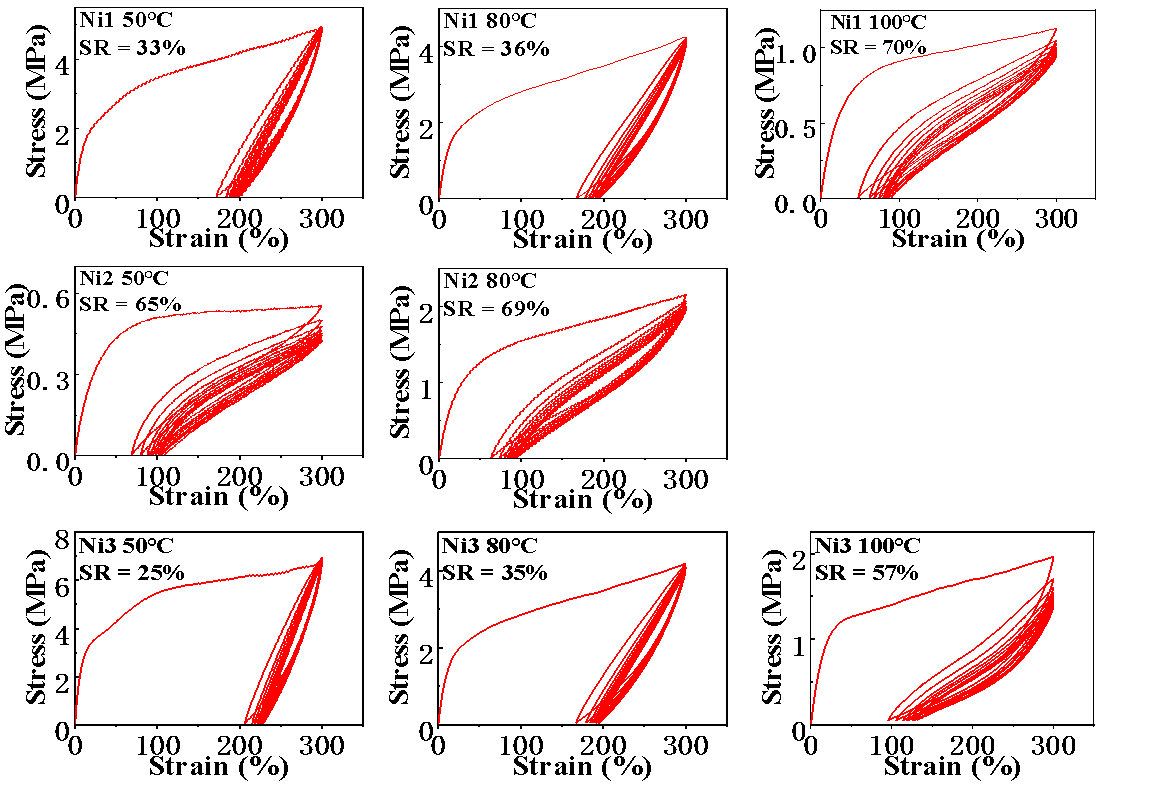 Ni1 50°C
SR = 33%
Stress (MPa)
4
2
0
0 100 200 300
Strain (%)
Ni1 80°C
SR = 36%
Stress (MPa)
4
2
0
0 100 200 300
Strain (%)
Ni1 100°C
SR = 70%
Stress (MPa)
1.0
0.5
0.0
0 100 200 300
Strain (%)
Ni2 50°C
SR = 65%
Stress (MPa)
0.6
0.3
0.0
0 100 200 300
Strain (%)
Ni2 80°C
SR = 69%
Stress (MPa)
2
1
0
0 100 200 300
Strain (%)
Ni3 50°C
SR = 25%
Stress (MPa)
8
6
4
2
0
0 100 200 300
Strain (%)
Ni3 80°C
SR = 35%
Stress (MPa)
4
2
0
0 100 200 300
Strain (%)
Ni3 100°C
SR = 57%
Stress (MPa)
2
1
0
0 100 200 300
Strain (%)